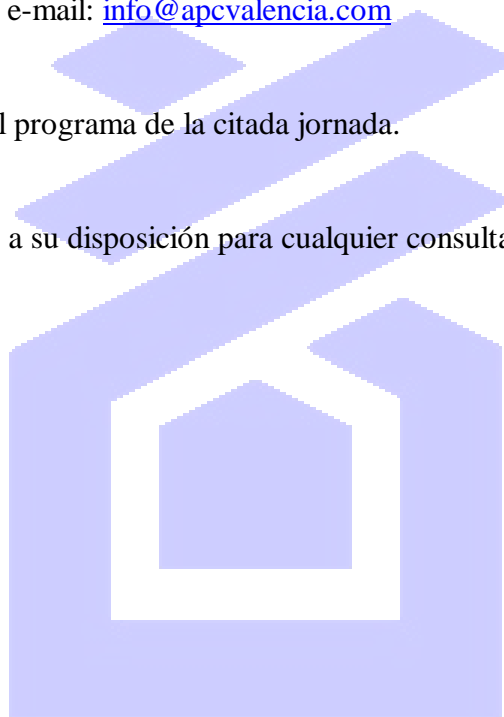 e-mail: info@apcvalencia.com
l programa de la citada jornada.
a su disposición para cualquier consulta